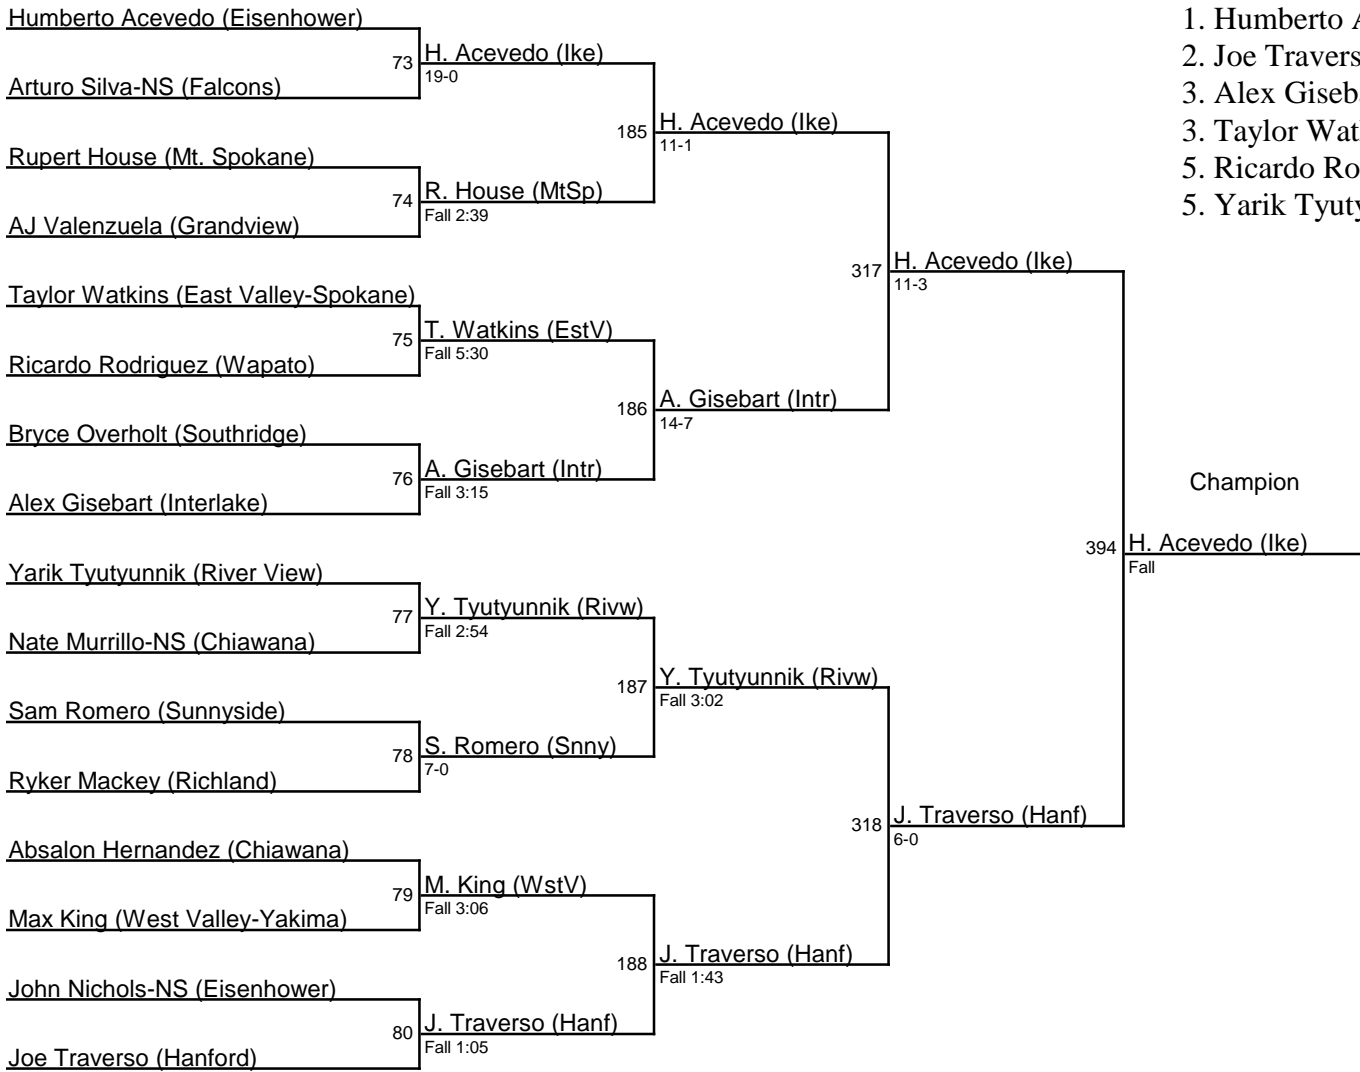 Humberto Acevedo (Eisenhower)
73
H. Acevedo (Ike)
19-0
Arturo Silva-NS (Falcons)
185
H. Acevedo (Ike)
11-1
Rupert House (Mt. Spokane)
74
R. House (MtSp)
Fall 2:39
AJ Valenzuela (Grandview)
317
H. Acevedo (Ike)
11-3
Taylor Watkins (East Valley-Spokane)
75
T. Watkins (EstV)
Fall 5:30
Ricardo Rodriguez (Wapato)
186
A. Gisebart (Intr)
14-7
Bryce Overholt (Southridge)
76
A. Gisebart (Intr)
Fall 3:15
Alex Gisebart (Interlake)
Champion
394
H. Acevedo (Ike)
Fall
Yarik Tyutyunnik (River View)
77
Y. Tyutyunnik (Rivw)
Fall 2:54
Nate Murrillo-NS (Chiawana)
187
Y. Tyutyunnik (Rivw)
Fall 3:02
Sam Romero (Sunnyside)
78
S. Romero (Snny)
7-0
Ryker Mackey (Richland)
318
J. Traverso (Hanf)
6-0
Absalon Hernandez (Chiawana)
79
M. King (WstV)
Fall 3:06
Max King (West Valley-Yakima)
188
J. Traverso (Hanf)
Fall 1:43
John Nichols-NS (Eisenhower)
80
J. Traverso (Hanf)
Fall 1:05
Joe Traverso (Hanford)
1. Humberto
2. Joe
3. Alex
3. Taylor
5. Ricardo
5. Yarik